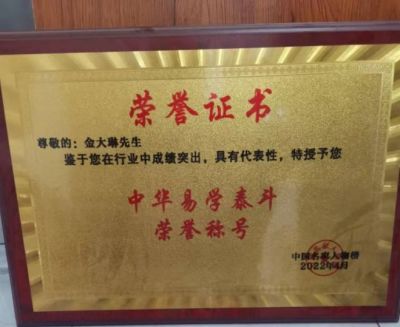 荣誉证书
尊敬的：金大琳先生
鉴于您在行业中成绩突出，具有代表性，特授予您
中华易学泰斗
荣誉称号
中国名家人物榜
2022年4月